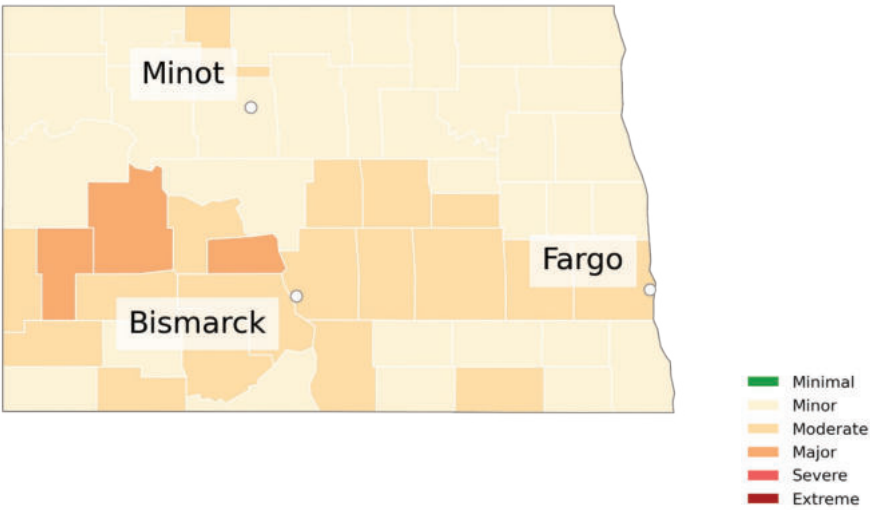 Minot
Fargo
Bismarck
Minimal
Minor
Moderate
Major
Severe
Extreme